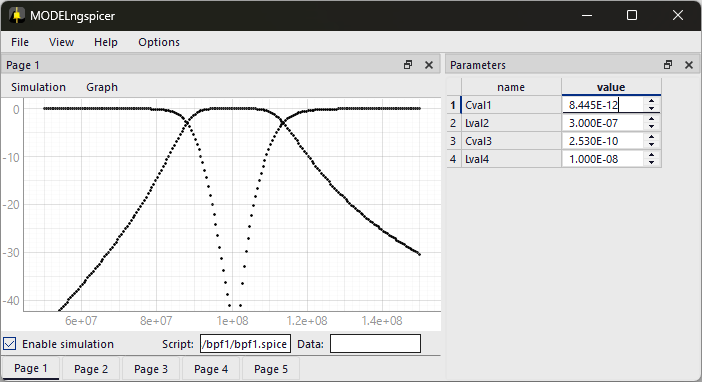 MODELngspicer
File View Help Options
Page 1
Simulation Graph
0
-10
-20
-30
-40
6e+07 8e+07 1e+08 1.2e+08 1.4e+08
Enable simulation Script: /bpf1/bpf1.spice Data:
Page 1 Page 2 Page 3 Page 4 Page 5
Parameters
name value
1 Cval1 8.445E-12
2 Lval2 3.000E-07
3 Cval3 2.530E-10
4 Lval4 1.000E-08